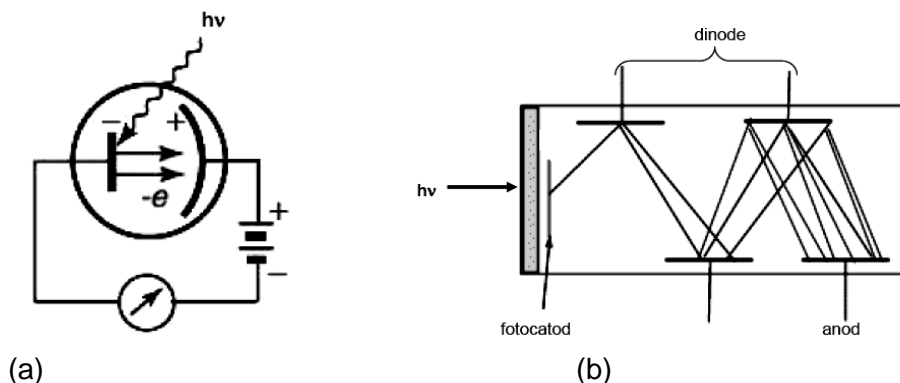 hν
− +
-e
+
−
(a)
dinode
hν
fotocatod
anod
(b)